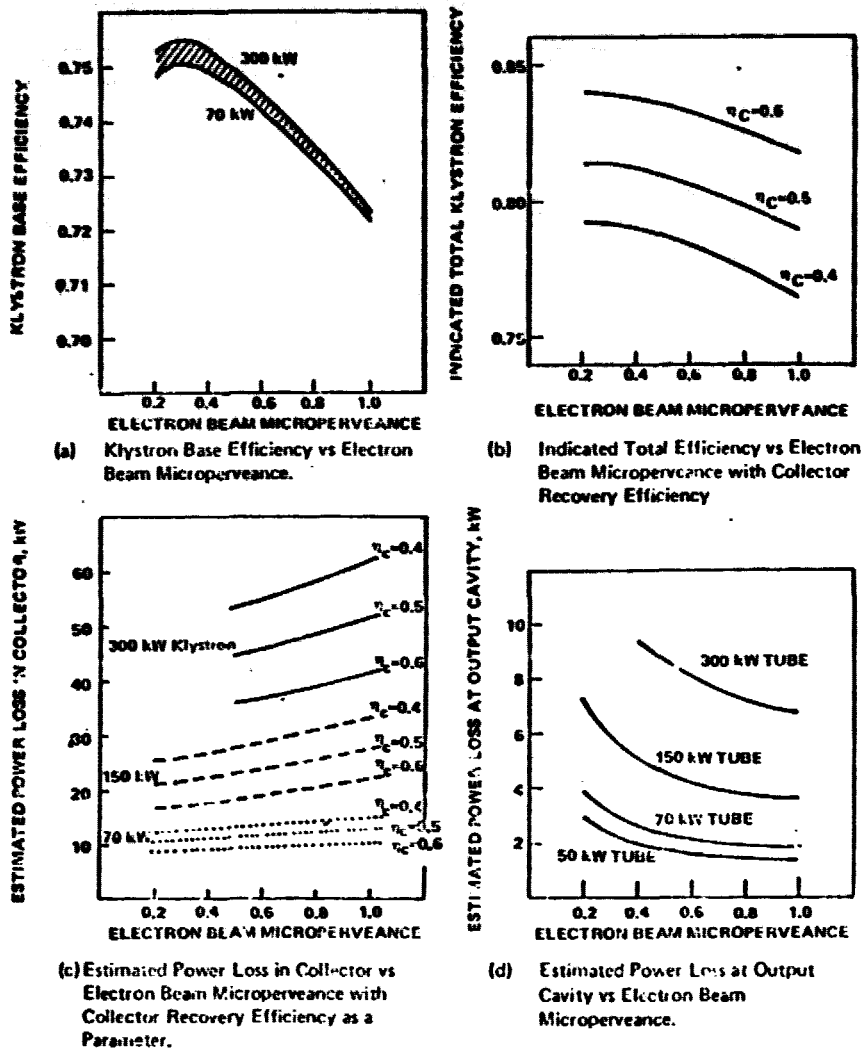 KLYSTRON BASE EFFICIENCY
0.75
0.74
0.73
0.72
0.71
0.70
300 kW
70 kW
0.2 0.4 0.6 0.8 1.0
ELECTRON BEAM MICROPERVEANCE
(a) Klystron Base Efficiency vs Electron
Beam Microperveance.
INDICATED TOTAL KLYSTRON EFFICIENCY
0.85
0.80
0.75
ηC=0.6
ηC=0.5
ηC=0.4
0.2 0.4 0.6 0.8 1.0
ELECTRON BEAM MICROPERVEANCE
(b) Indicated Total Efficiency vs Electron
Beam Microperveance with Collector
Recovery Efficiency
ESTIMATED POWER LOSS IN COLLECTOR, kW
60
50
40
30
20
10
300 kW Klystron
150 kW
70 kW
ηc=0.4
ηc=0.5
ηc=0.6
ηc=0.4
ηc=0.5
ηc=0.6
ηc=0.4
ηc=0.5
ηc=0.6
0.2 0.4 0.6 0.8 1.0
ELECTRON BEAM MICROPERVEANCE
(c) Estimated Power Loss in Collector vs
Electron Beam Microperveance with
Collector Recovery Efficiency as a
Parameter.
ESTIMATED POWER LOSS AT OUTPUT CAVITY, kW
10
8
6
4
2
300 kW TUBE
150 kW TUBE
70 kW TUBE
50 kW TUBE
0.2 0.4 0.6 0.8 1.0
ELECTRON BEAM MICROPERVEANCE
(d) Estimated Power Loss at Output
Cavity vs Electron Beam
Microperveance.